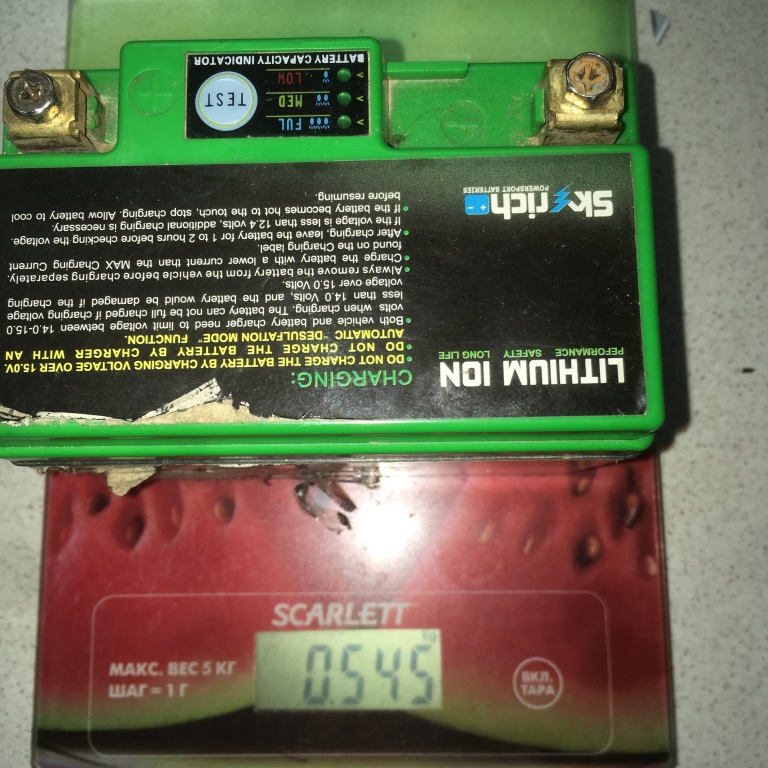 BATTERY CAPACITY INDICATOR
LOW
MED
FUL
TEST
Skyrich
POWERSPORT BATTERIES
LITHIUM ION
PEFORMANCE SAFETY LONG LIFE
CHARGING:
DO NOT CHARGE THE BATTERY BY CHARGING VOLTAGE OVER 15.0V.
DO NOT CHARGE THE BATTERY BY CHARGER WITH AN
AUTOMATIC "DESULFATION MODE" FUNCTION.
Both vehicle and battery charger need to limit voltage between 14.0-15.0
volts when charging. The battery can not be full charged if charging voltage
less than 14.0 Volts, and the battery would be damaged if the charging
voltage over 15.0 Volts.
Always remove the battery from the vehicle before charging separately.
Charge the battery with a lower current than the MAX Charging Current
found on the Charging label.
After charging, leave the battery for 1 to 2 hours before checking the voltage.
If the voltage is less than 12.4 volts, additional charging is necessary.
If the battery becomes hot to the touch, stop charging. Allow battery to cool
before resuming.
SCARLETT
МАКС. ВЕС 5 КГ
ШАГ = 1 Г
0.545
kg
ВКЛ.
ТАРА